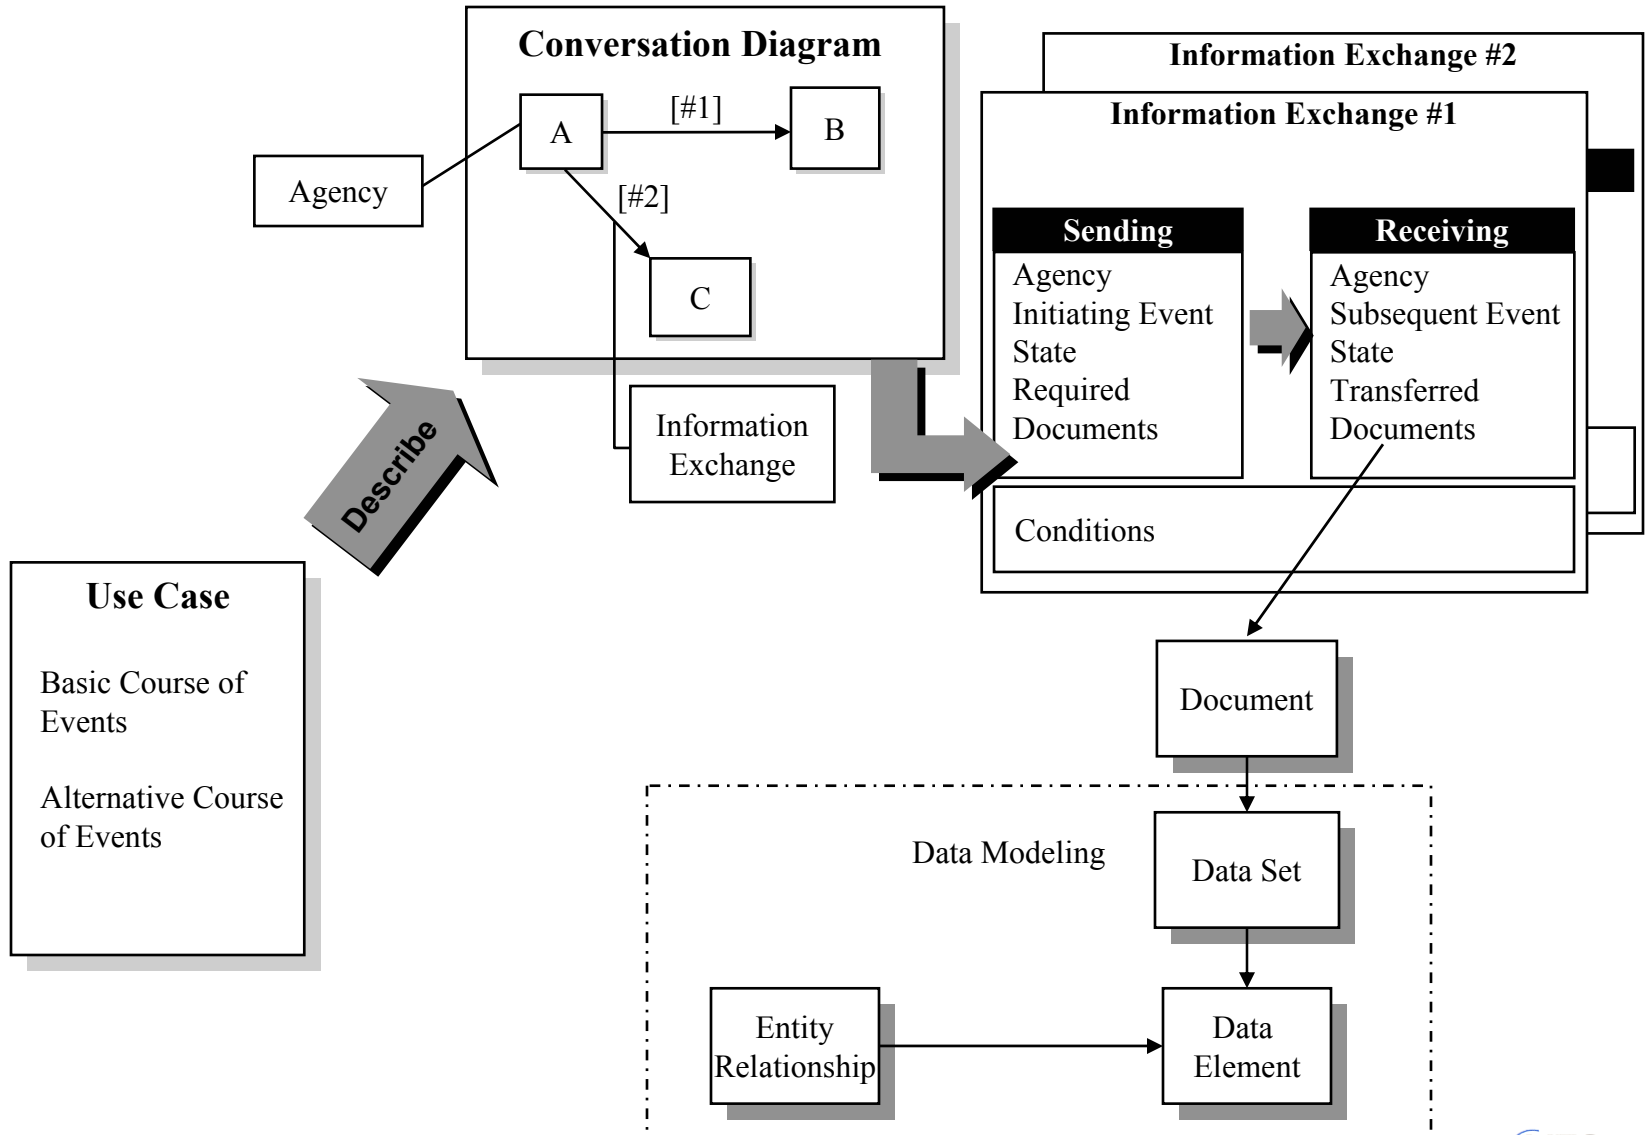 Conversation Diagram
A
[#1]
B
[#2]
C
Agency
Information
Exchange
Describe
Use Case
Basic Course of
Events
Alternative Course
of Events
Information Exchange #2
Information Exchange #1
Sending
Agency
Initiating Event
State
Required
Documents
Receiving
Agency
Subsequent Event
State
Transferred
Documents
Conditions
Document
Data Modeling
Data Set
Entity
Relationship
Data
Element